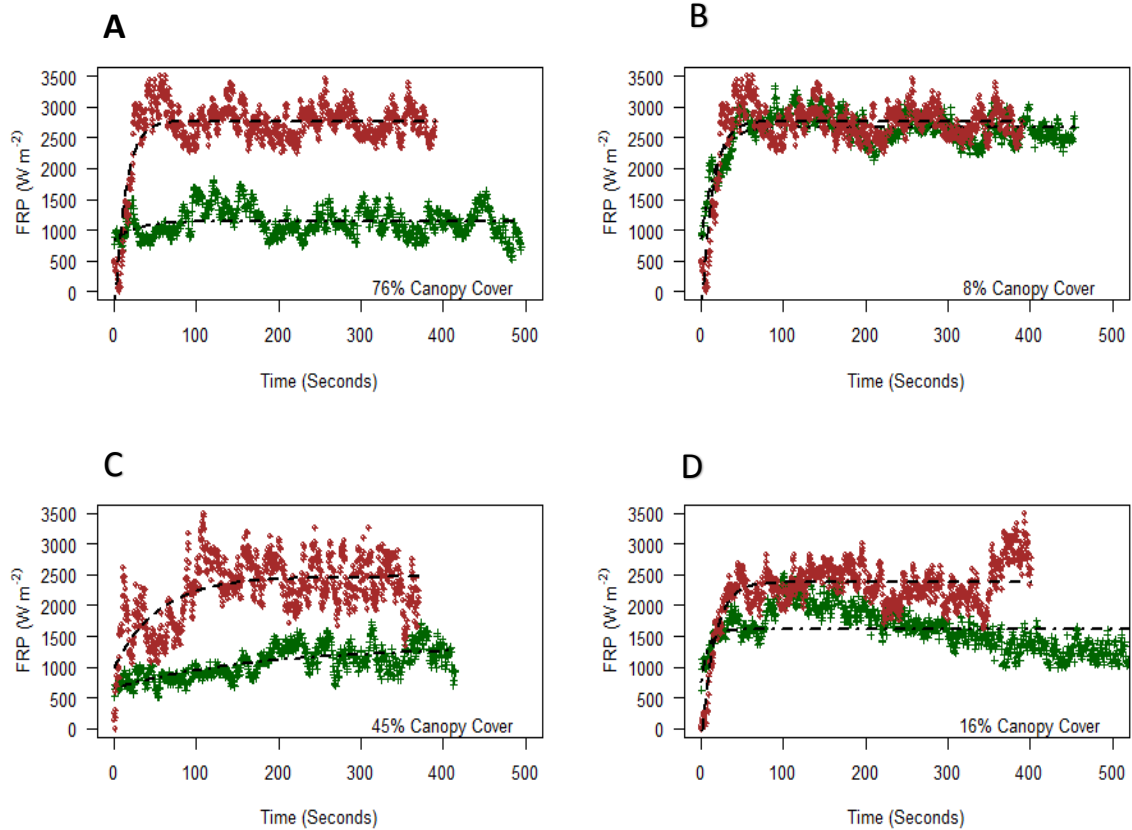 A
FRP (W m⁻²)
3500
3000
2500
2000
1500
1000
500
0
76% Canopy Cover
0 100 200 300 400 500
Time (Seconds)
B
FRP (W m⁻²)
3500
3000
2500
2000
1500
1000
500
0
8% Canopy Cover
0 100 200 300 400 500
Time (Seconds)
C
FRP (W m⁻²)
3500
3000
2500
2000
1500
1000
500
0
45% Canopy Cover
0 100 200 300 400 500
Time (Seconds)
D
FRP (W m⁻²)
3500
3000
2500
2000
1500
1000
500
0
16% Canopy Cover
0 100 200 300 400 500
Time (Seconds)